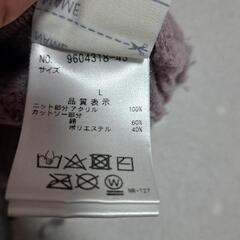 NO. 9604318-45
サイズ
L
品質表示
ニット部分 アクリル 100%
カットソー部分
綿 60%
ポリエステル 40%
W
NR-127